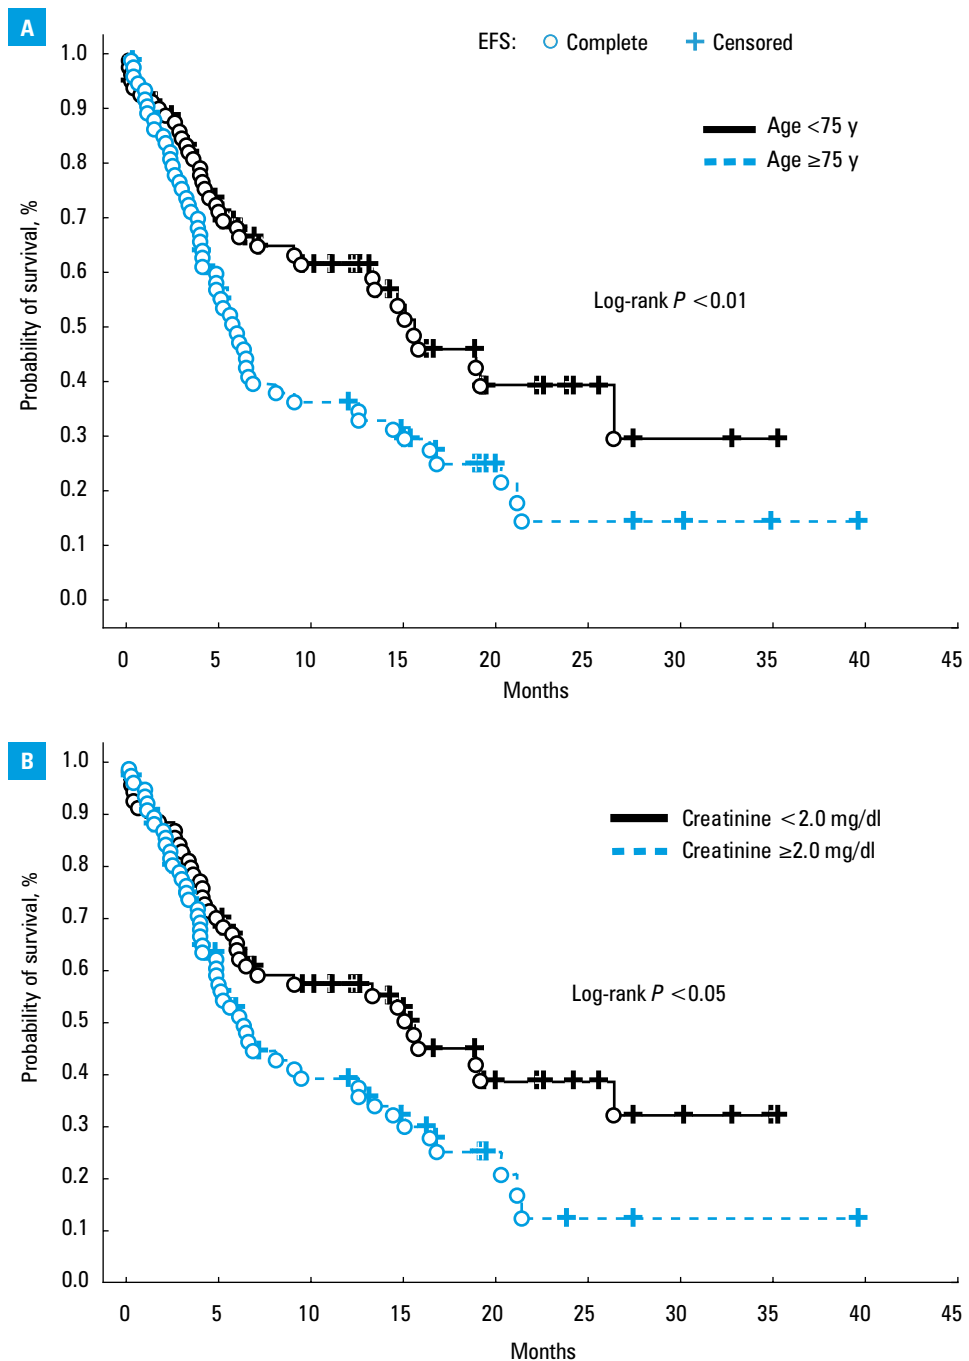 A
EFS: Complete Censored
Age <75 y
Age ≥75 y
Probability of survival, %
1.0
0.9
0.8
0.7
0.6
0.5
0.4
0.3
0.2
0.1
0.0
Log-rank P <0.01
0 5 10 15 20 25 30 35 40 45
Months
B
Creatinine <2.0 mg/dl
Creatinine ≥2.0 mg/dl
Probability of survival, %
1.0
0.9
0.8
0.7
0.6
0.5
0.4
0.3
0.2
0.1
0.0
Log-rank P <0.05
0 5 10 15 20 25 30 35 40 45
Months